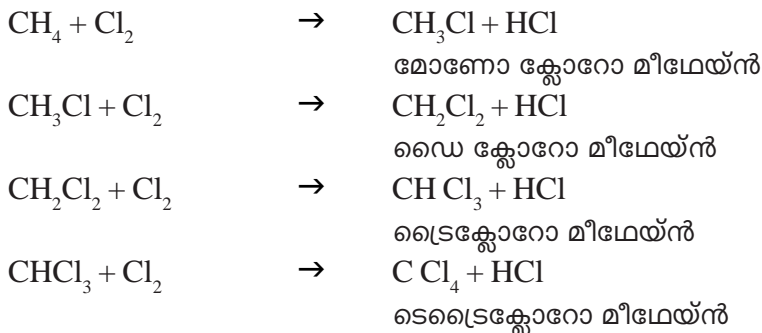 CH₄ + Cl₂ → CH₃Cl + HCl
മോണോ ക്ലോറോ മീഥേയ്ൻ
CH₃Cl + Cl₂ → CH₂Cl₂ + HCl
ഡൈ ക്ലോറോ മീഥേയ്ൻ
CH₂Cl₂ + Cl₂ → CH Cl₃ + HCl
ട്രൈക്ലോറോ മീഥേയ്ൻ
CHCl₃ + Cl₂ → C Cl₄ + HCl
ടെട്രൈക്ലോറോ മീഥേയ്ൻ